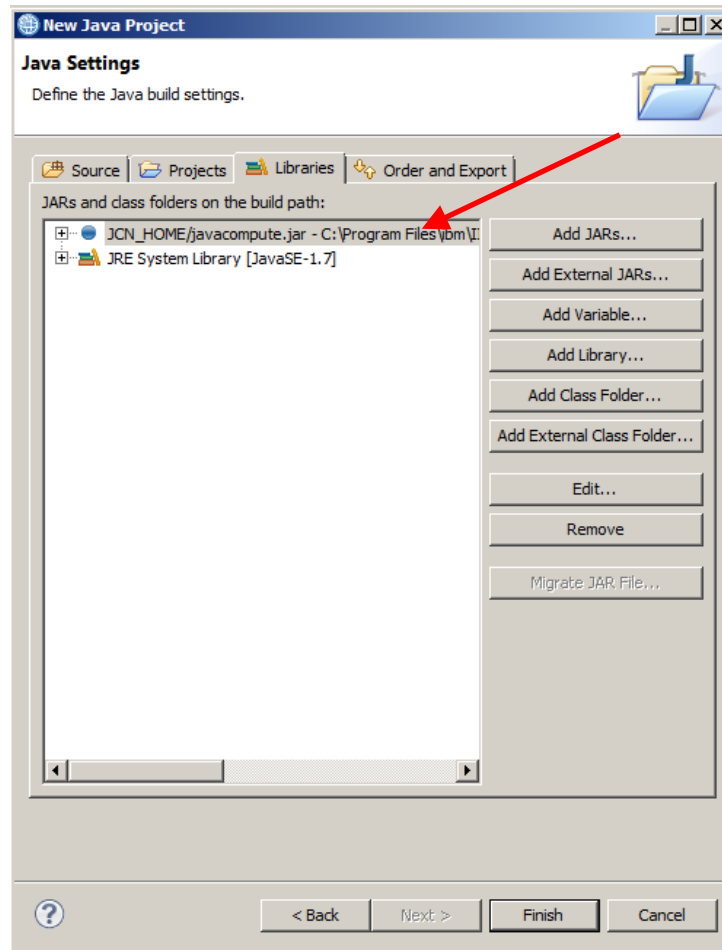 New Java Project
Java Settings
Define the Java build settings.
Source Projects Libraries Order and Export
JARs and class folders on the build path:
JCN_HOME/javacompute.jar - C:\Program Files\ibm\II
JRE System Library [JavaSE-1.7]
Add JARs...
Add External JARs...
Add Variable...
Add Library...
Add Class Folder...
Add External Class Folder...
Edit...
Remove
Migrate JAR File...
< Back Next > Finish Cancel